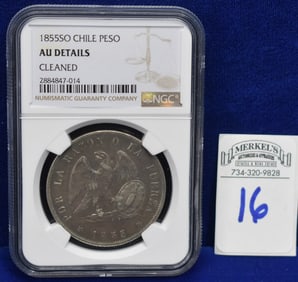 1855SO CHILE PESO
AU DETAILS
CLEANED
2884847-014
NUMISMATIC GUARANTY COMPANY
NGC
POR LA RAZON O LA FUERZA
MERKEL'S
734-320-9828
16